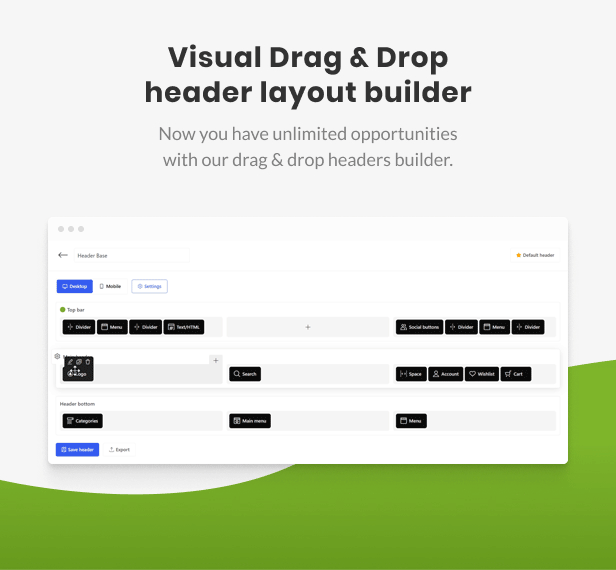 Visual Drag & Drop
header layout builder
Now you have unlimited opportunities
with our drag & drop headers builder.
Header Base
Default header
Desktop Mobile Settings
Top bar
Divider Menu Divider Text/HTML + Social buttons Divider Menu Divider
+
Logo Search Space Account Wishlist Cart
Header bottom
Categories Main menu Menu
Save header Export